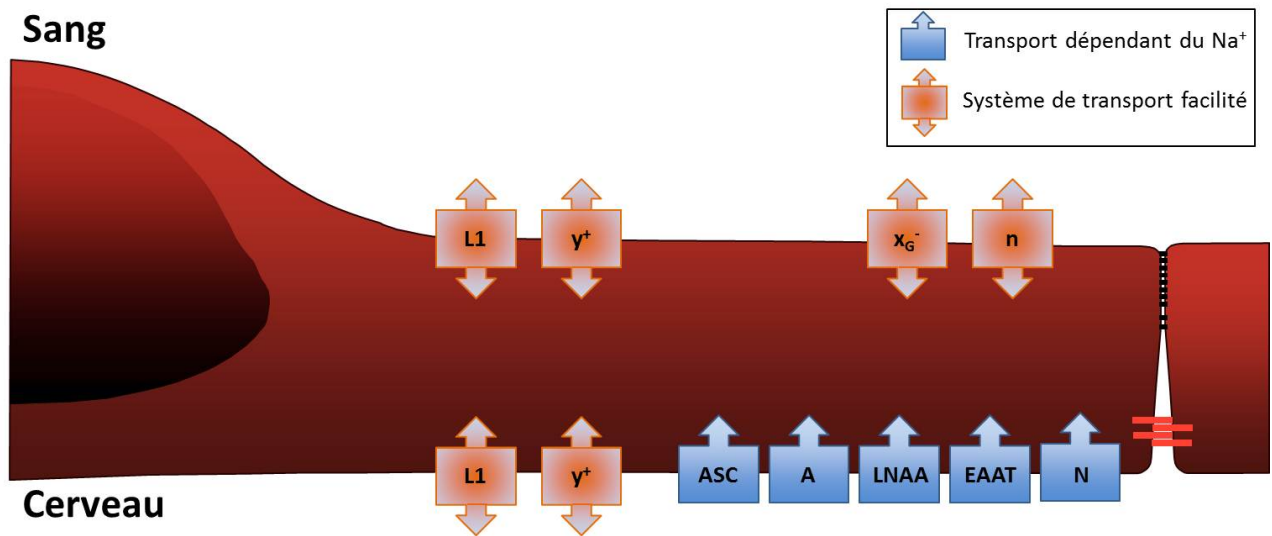 Sang
Transport dépendant du Na⁺
Système de transport facilité
L1 y⁺ x_G⁻ n
L1 y⁺ ASC A LNAA EAAT N
Cerveau